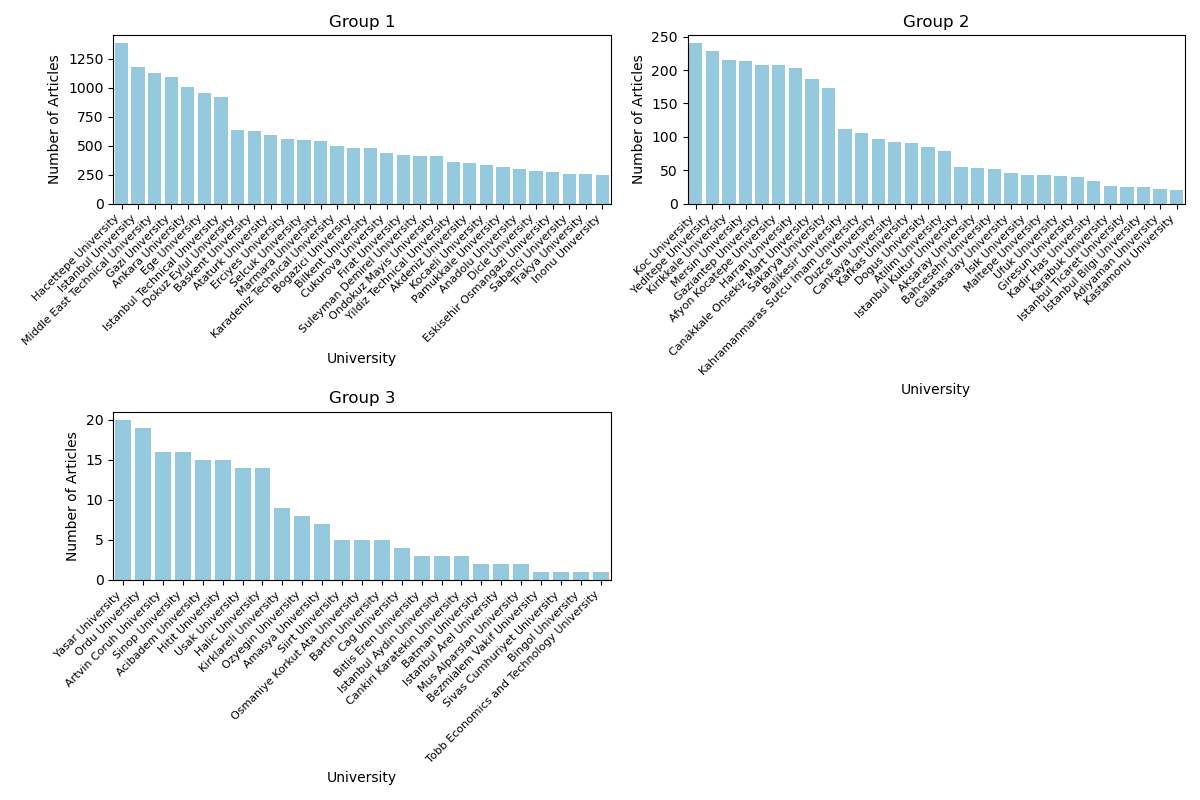 Group 1
Number of Articles
1250
1000
750
500
250
0
Hacettepe University
Istanbul University
Middle East Technical University
Gazi University
Ankara University
Ege University
Istanbul Technical University
Dokuz Eylul University
Baskent University
Ataturk University
Erciyes University
Selcuk University
Marmara University
Karadeniz Technical University
Bogazici University
Bilkent University
Cukurova University
Firat University
Suleyman Demirel University
Ondokuz Mayis University
Yildiz Technical University
Akdeniz University
Kocaeli University
Pamukkale University
Anadolu University
Dicle University
Eskisehir Osmangazi University
Sabanci University
Trakya University
Inonu University
University
Group 2
Number of Articles
250
200
150
100
50
0
Koc University
Yeditepe University
Kirikkale University
Mersin University
Gaziantep University
Afyon Kocatepe University
Harran University
Canakkale Onsekiz Mart University
Sakarya University
Balikesir University
Kahramanmaras Sutcu Imam University
Duzce University
Cankaya University
Kafkas University
Dogus University
Atilim University
Istanbul Kultur University
Aksaray University
Bahcesehir University
Galatasaray University
Isik University
Maltepe University
Ufuk University
Giresun University
Kadir Has University
Karabuk University
Istanbul Ticaret University
Istanbul Bilgi University
Adiyaman University
Kastamonu University
University
Group 3
Number of Articles
20
15
10
5
0
Yasar University
Ordu University
Artvin Coruh University
Sinop University
Acibadem University
Hitit University
Usak University
Halic University
Kirklareli University
Ozyegin University
Amasya University
Siirt University
Osmaniye Korkut Ata University
Bartin University
Cag University
Bitlis Eren University
Istanbul Aydin University
Cankiri Karatekin University
Batman University
Istanbul Arel University
Mus Alparslan University
Bezmialem Vakif University
Sivas Cumhuriyet University
Bingol University
Tobb Economics and Technology University
University